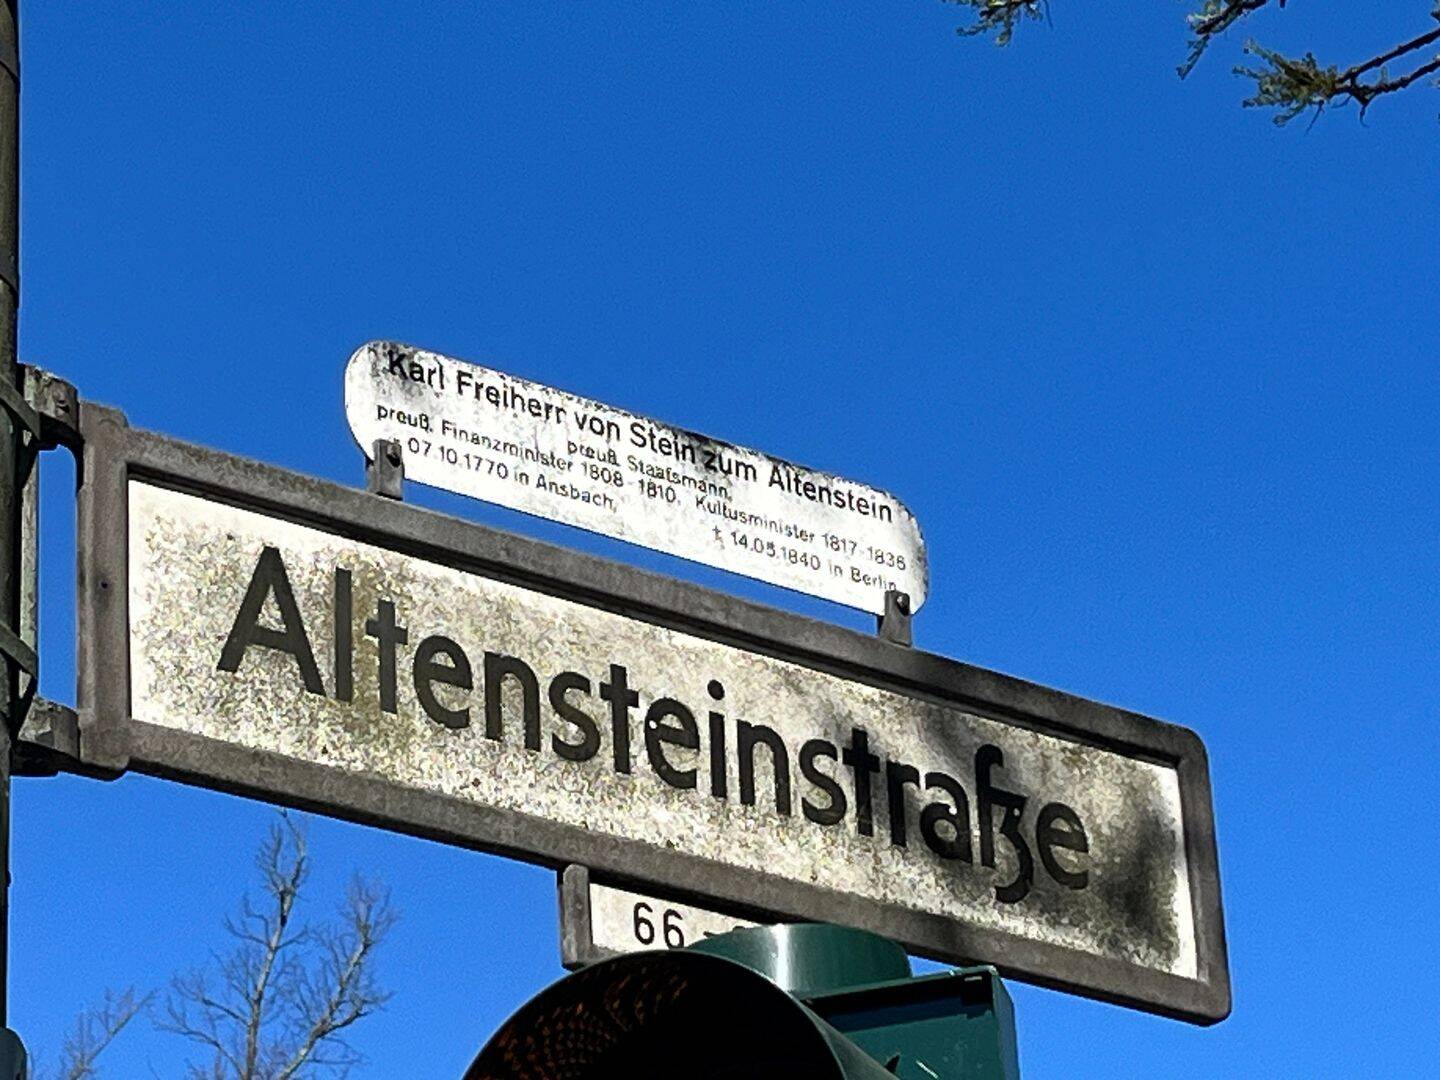 Karl Freiherr von Stein zum Altenstein
preuß. Staatsmann,
preuß. Finanzminister 1808-1810, Kultusminister 1817-1838
* 07.10.1770 in Ansbach, † 14.05.1840 in Berlin
Altensteinstraße
66 -